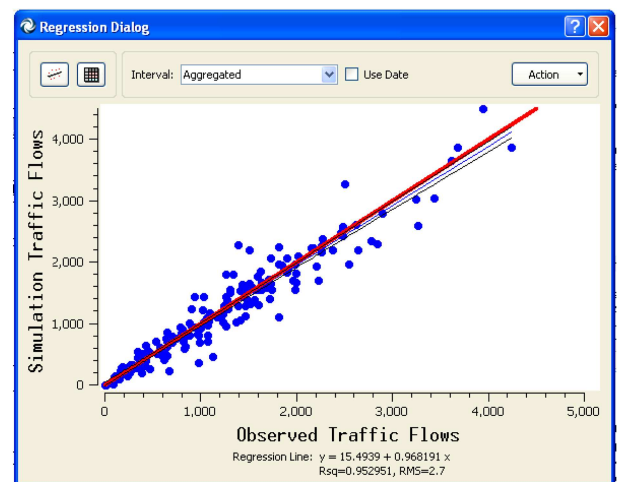 Regression Dialog
Interval: Aggregated Use Date Action
4,000
3,000
2,000
1,000
0
Simulation Traffic Flows
0 1,000 2,000 3,000 4,000 5,000
Observed Traffic Flows
Regression Line: y = 15.4939 + 0.968191 x
Rsq=0.952951, RMS=2.7